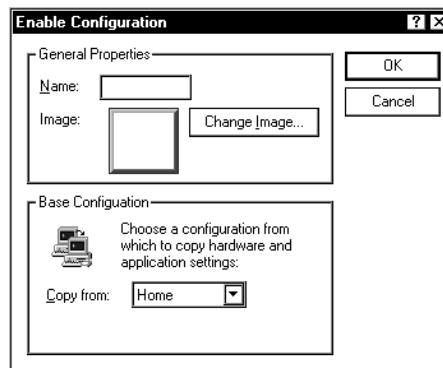 Enable Configuration
General Properties
OK
Name:
Cancel
Image:
Change Image...
Base Configuation
Choose a configuration from
which to copy hardware and
application settings:
Copy from:
Home